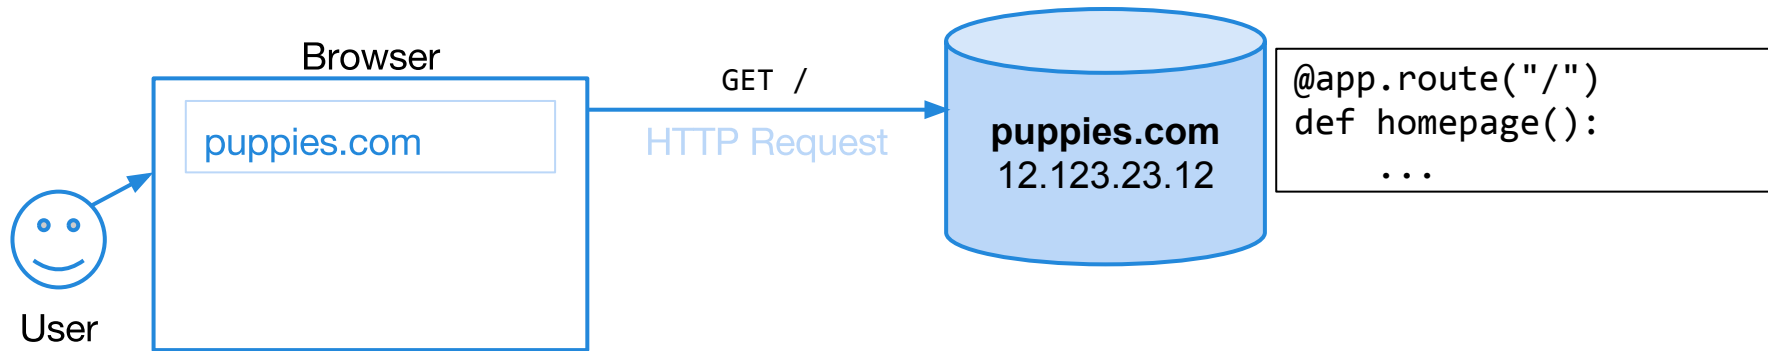 Browser
puppies.com
User
GET /
HTTP Request
puppies.com
12.123.23.12
@app.route("/")
def homepage():
    ...